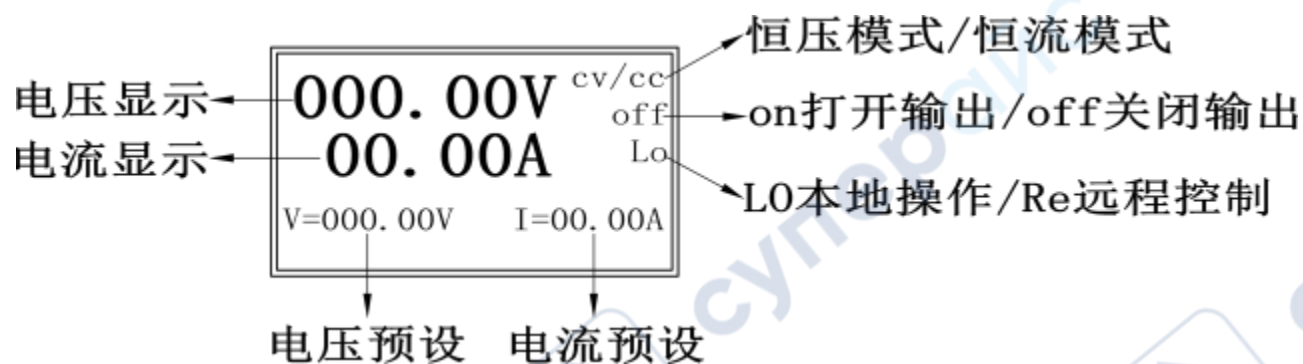 恒压模式/恒流模式
电压显示
000.00V
cv/cc
off
on打开输出/off关闭输出
电流显示
00.00A
Lo
LO本地操作/Re远程控制
V=000.00V
I=00.00A
电压预设
电流预设
супер